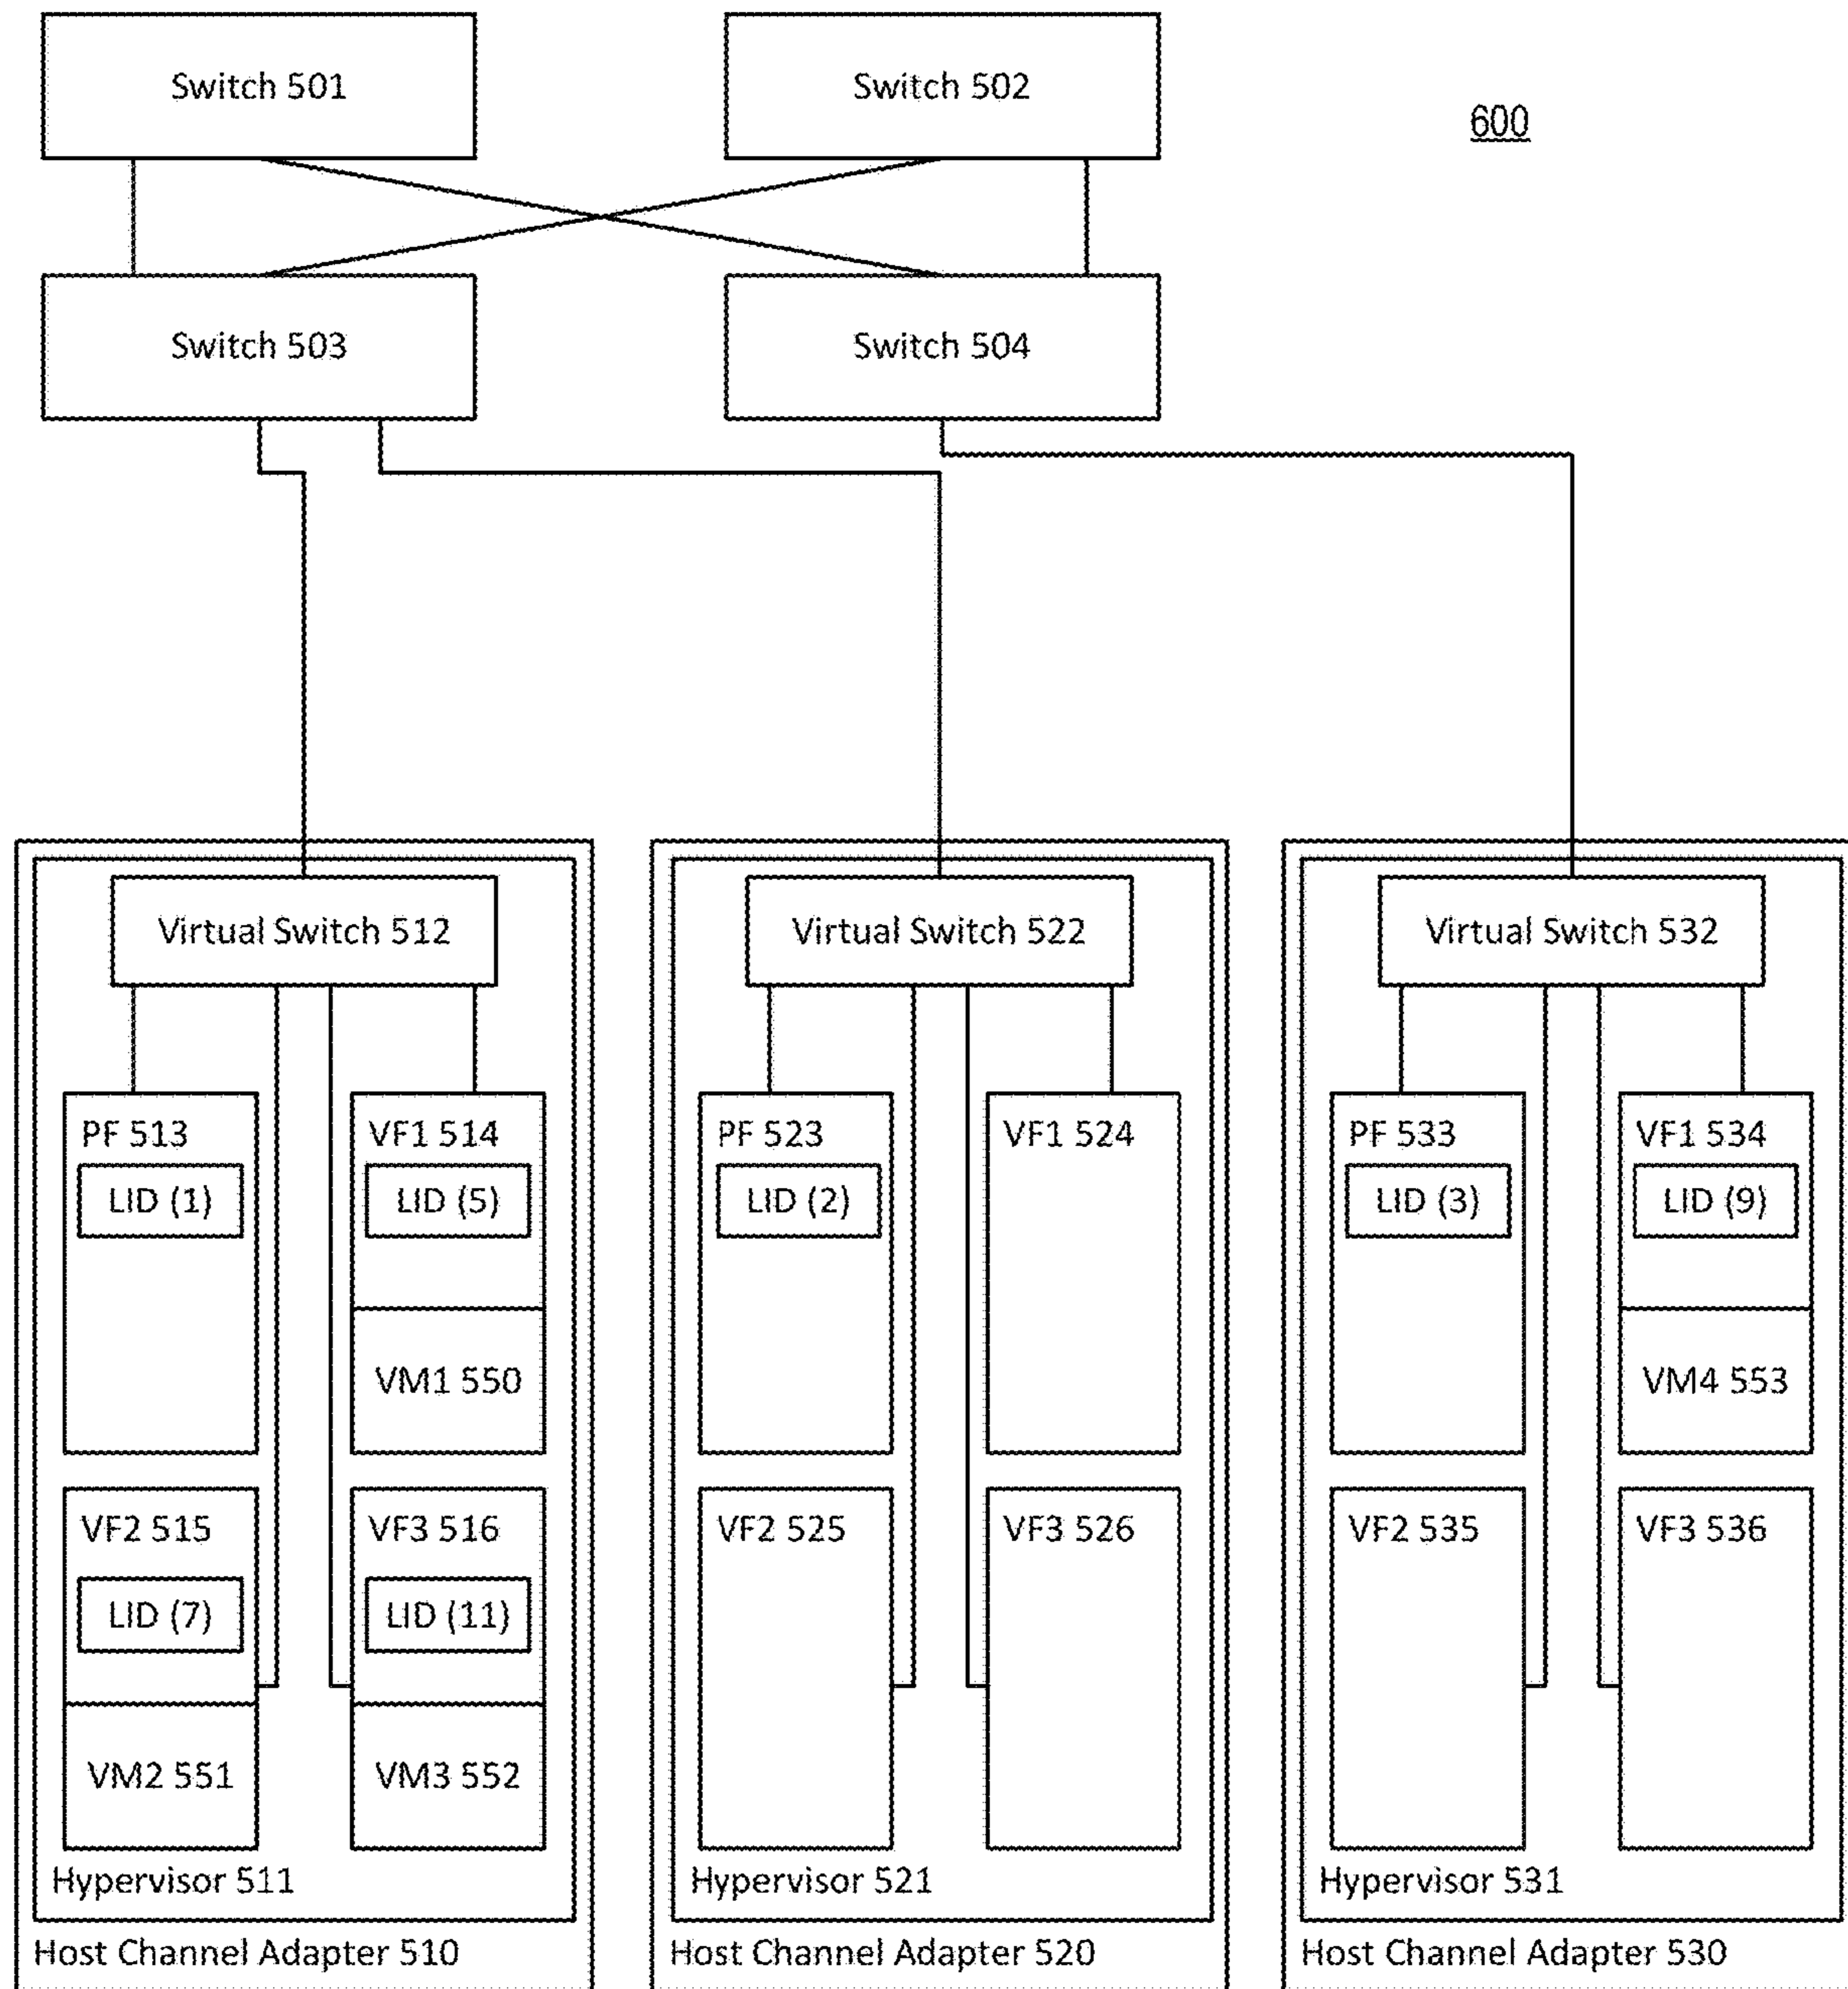 Switch 501
Switch 502
600
Switch 503
Switch 504
Virtual Switch 512
Virtual Switch 522
Virtual Switch 532
PF 513
LID (1)
VF1 514
LID (5)
VM1 550
PF 523
LID (2)
VF1 524
PF 533
LID (3)
VF1 534
LID (9)
VM4 553
VF2 515
LID (7)
VM2 551
VF3 516
LID (11)
VM3 552
VF2 525
VF3 526
VF2 535
VF3 536
Hypervisor 511
Hypervisor 521
Hypervisor 531
Host Channel Adapter 510
Host Channel Adapter 520
Host Channel Adapter 530